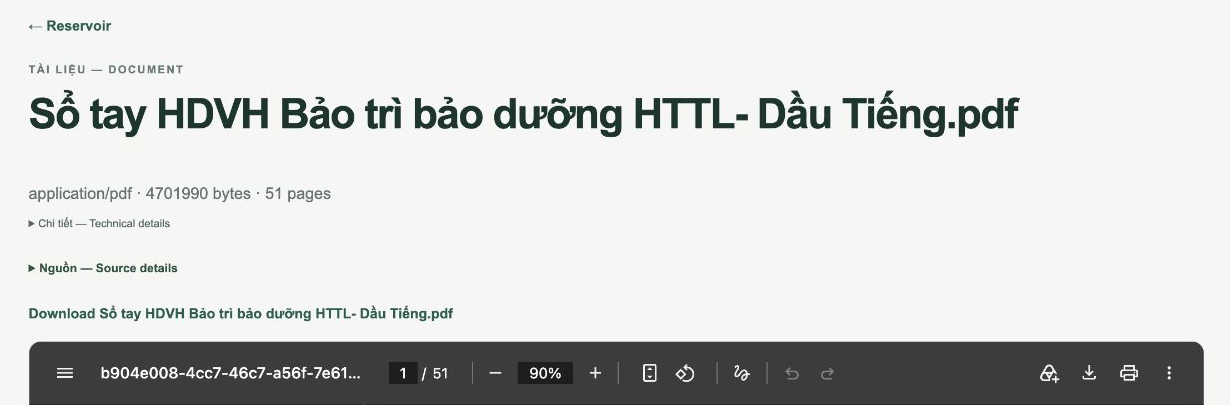 ← Reservoir
TÀI LIỆU — DOCUMENT
Sổ tay HDVH Bảo trì bảo dưỡng HTTL- Dầu Tiếng.pdf
application/pdf · 4701990 bytes · 51 pages
▸ Chi tiết — Technical details
▸ Nguồn — Source details
Download Sổ tay HDVH Bảo trì bảo dưỡng HTTL- Dầu Tiếng.pdf
b904e008-4cc7-46c7-a56f-7e61... 1 / 51 — 90% +